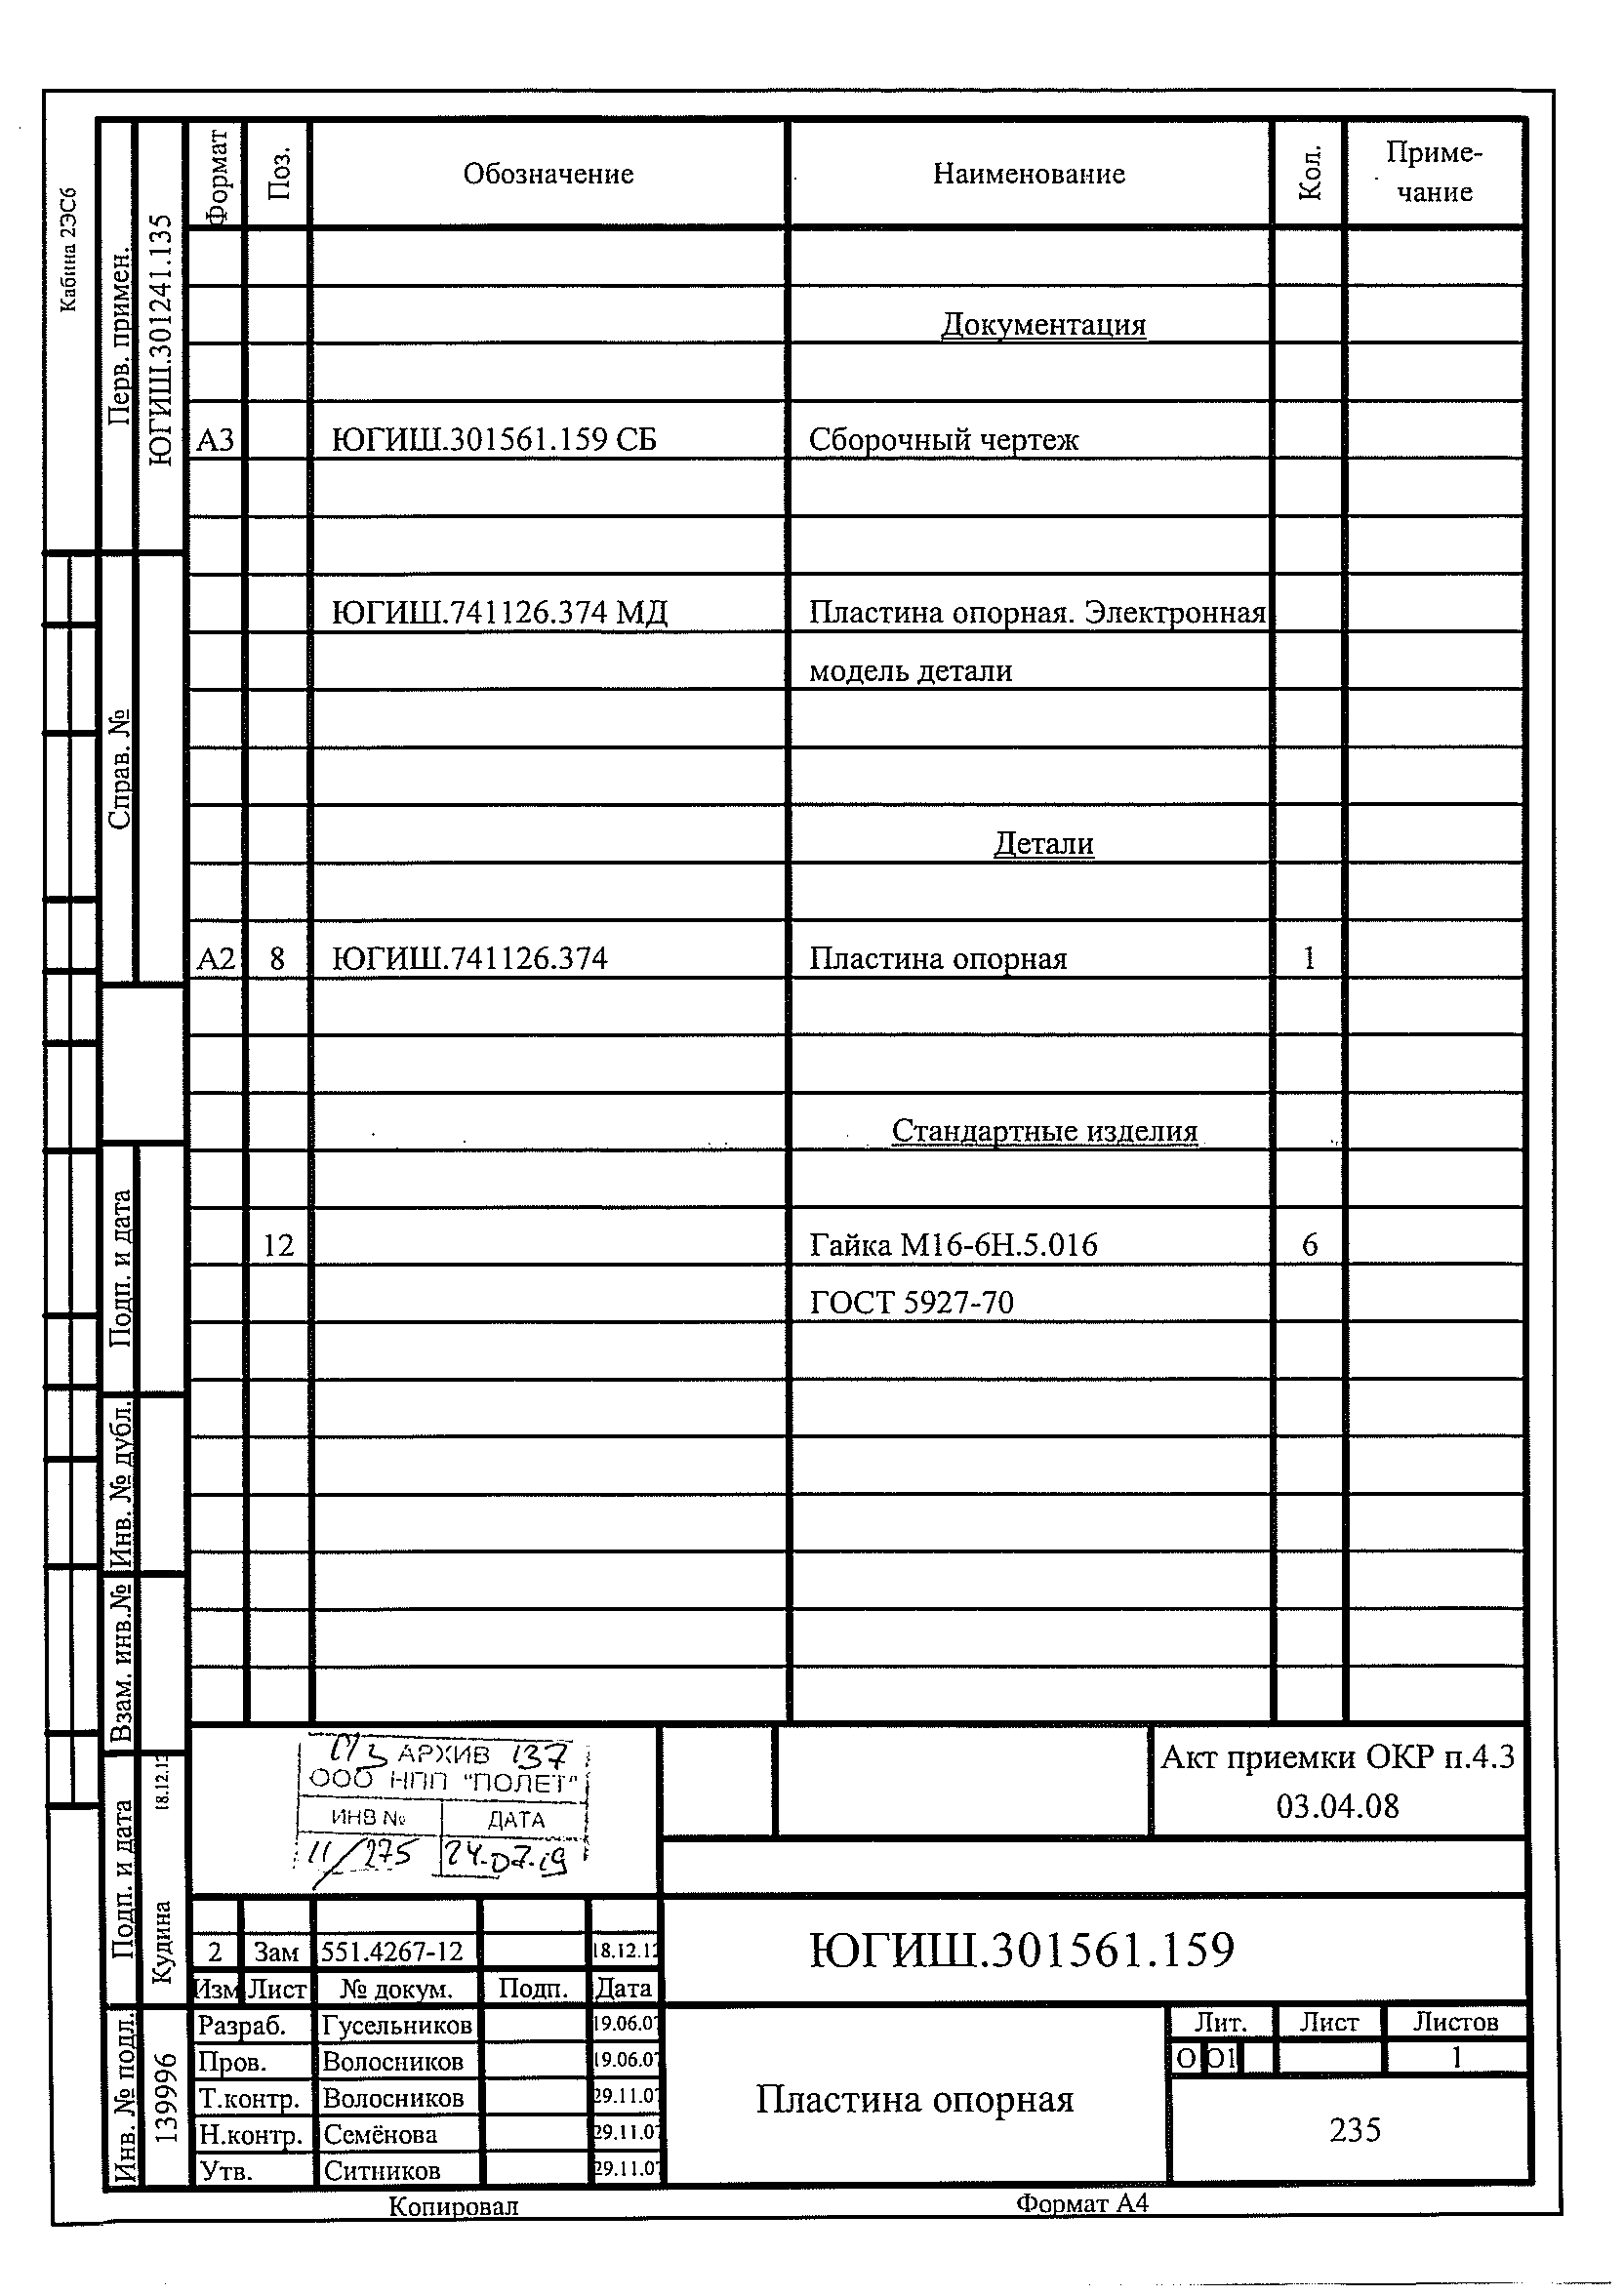 Кабина 2ЭС6
Перв. примен.
ЮГИШ.301241.135
Справ. №
Подп. и дата
Инв. № дубл.
Взам. инв.№
Подп. и дата
Кудина
18.12.12
Инв. № подл.
139996
Формат Поз. Обозначение Наименование Кол. Приме-
чание
Документация
А3 ЮГИШ.301561.159 СБ Сборочный чертеж
ЮГИШ.741126.374 МД Пластина опорная. Электронная
модель детали
Детали
А2 8 ЮГИШ.741126.374 Пластина опорная 1
Стандартные изделия
12 Гайка М16-6Н.5.016 6
ГОСТ 5927-70
АРХИВ 137
ООО НПП "ПОЛЕТ"
ИНВ № ДАТА
11/275 24.07.19
Акт приемки ОКР п.4.3
03.04.08
2 Зам 551.4267-12 18.12.12
Изм Лист № докум. Подп. Дата
ЮГИШ.301561.159
Разраб. Гусельников 19.06.07
Пров. Волосников 19.06.07
Т.контр. Волосников 29.11.07
Н.контр. Семёнова 29.11.07
Утв. Ситников 29.11.07
Пластина опорная
Лит. Лист Листов
О О1 1
235
Копировал Формат А4